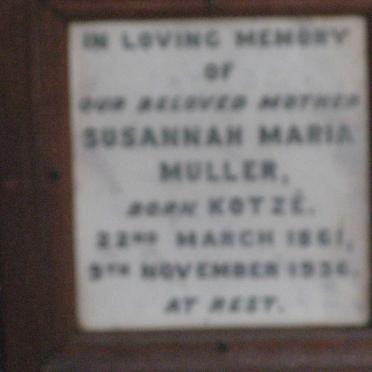 IN LOVING MEMORY
OF
OUR BELOVED MOTHER
SUSANNAH MARIA
MULLER,
BORN KOTZÉ.
22ND MARCH 1861,
9TH NOVEMBER 1936.
AT REST.